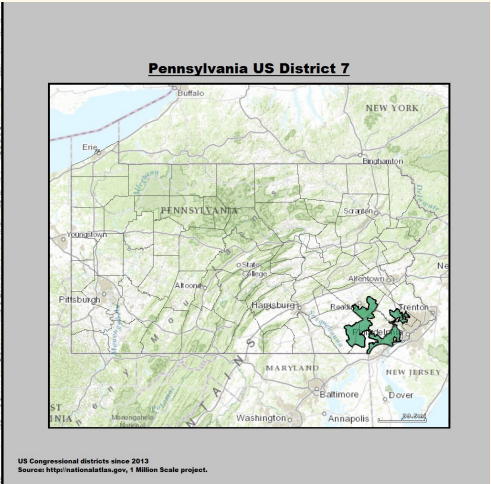 Pennsylvania US District 7
Buffalo
NEW YORK
Erie
Binghamton
PENNSYLVANIA
Scranton
Youngstown
State
College
Altoona
Allentown
Pittsburgh
Harrisburg
Trenton
MARYLAND
NEW JERSEY
Baltimore
Dover
Washington
Annapolis
US Congressional districts since 2013
Source: http://nationalatlas.gov, 1 Million Scale project.